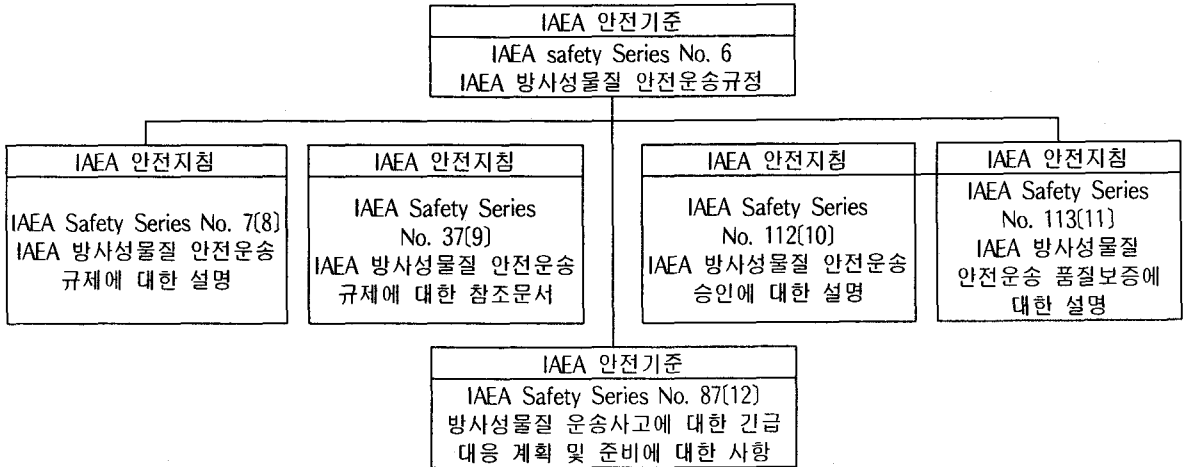 IAEA 안전기준
IAEA safety Series No. 6
IAEA 방사성물질 안전운송규정
IAEA 안전지침
IAEA Safety Series No. 7[8]
IAEA 방사성물질 안전운송
규제에 대한 설명
IAEA 안전지침
IAEA Safety Series
No. 37[9]
IAEA 방사성물질 안전운송
규제에 대한 참조문서
IAEA 안전지침
IAEA Safety Series
No. 112[10]
IAEA 방사성물질 안전운송
승인에 대한 설명
IAEA 안전지침
IAEA Safety Series
No. 113[11]
IAEA 방사성물질
안전운송 품질보증에
대한 설명
IAEA 안전기준
IAEA Safety Series No. 87[12]
방사성물질 운송사고에 대한 긴급
대응 계획 및 준비에 대한 사항